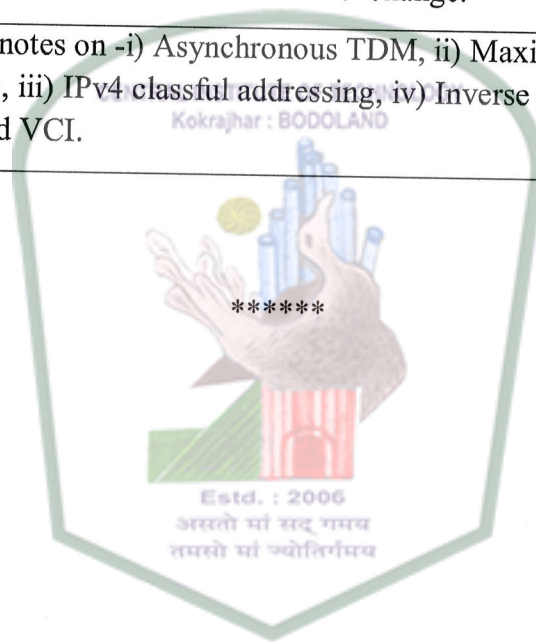 change.
notes on -i) Asynchronous TDM, ii) Maxi
, iii) IPv4 classful addressing, iv) Inverse
Kokrajhar : BODOLAND
d VCI.
******
Estd. : 2006
असतो मां सद् गमय
तमसो मां ज्योतिर्गमय